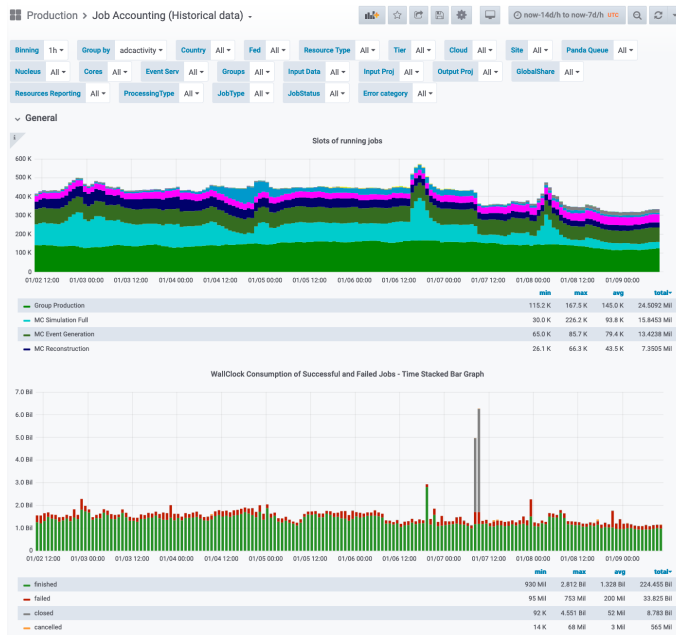 Production > Job Accounting (Historical data)
now-14d/h to now-7d/h UTC
Binning 1h Group by adcactivity Country All Fed All Resource Type All Tier All Cloud All Site All Panda Queue All
Nucleus All Cores All Event Serv All Groups All Input Data All Input Proj All Output Proj All GlobalShare All
Resources Reporting All ProcessingType All JobType All JobStatus All Error category All
General
i
Slots of running jobs
600 K
500 K
400 K
300 K
200 K
100 K
0
01/02 12:00 01/03 00:00 01/03 12:00 01/04 00:00 01/04 12:00 01/05 00:00 01/05 12:00 01/06 00:00 01/06 12:00 01/07 00:00 01/07 12:00 01/08 00:00 01/08 12:00 01/09 00:00
min max avg total
Group Production 115.2 K 167.5 K 145.0 K 24.5092 Mil
MC Simulation Full 30.0 K 226.2 K 93.8 K 15.8453 Mil
MC Event Generation 65.0 K 85.7 K 79.4 K 13.4238 Mil
MC Reconstruction 26.1 K 66.3 K 43.5 K 7.3505 Mil
WallClock Consumption of Successful and Failed Jobs - Time Stacked Bar Graph
7.0 Bil
6.0 Bil
5.0 Bil
4.0 Bil
3.0 Bil
2.0 Bil
1.0 Bil
0
01/02 12:00 01/03 00:00 01/03 12:00 01/04 00:00 01/04 12:00 01/05 00:00 01/05 12:00 01/06 00:00 01/06 12:00 01/07 00:00 01/07 12:00 01/08 00:00 01/08 12:00 01/09 00:00
min max avg total
finished 930 Mil 2.812 Bil 1.328 Bil 224.455 Bil
failed 95 Mil 753 Mil 200 Mil 33.825 Bil
closed 92 K 4.551 Bil 52 Mil 8.783 Bil
cancelled 14 K 68 Mil 3 Mil 565 Mil